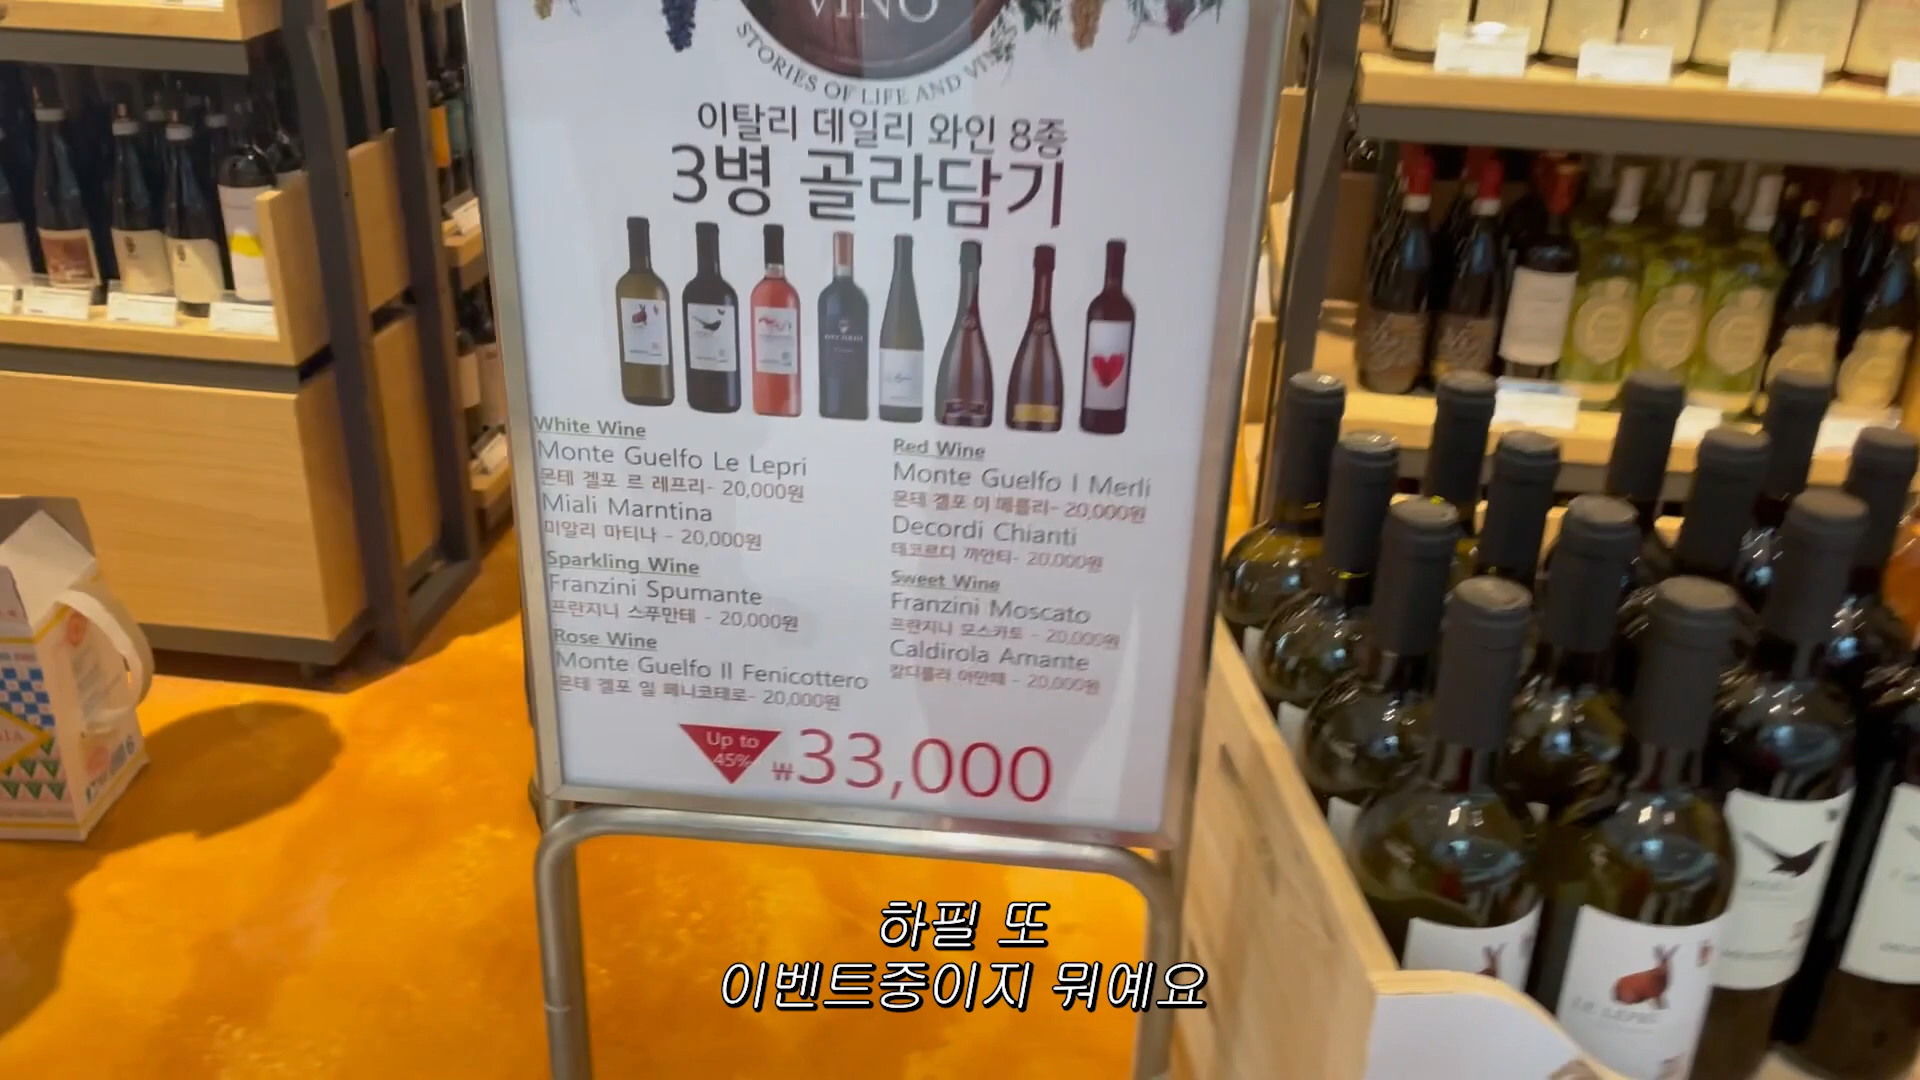 VINO
STORIES OF LIFE AND VINO
이탈리 데일리 와인 8종
3병 골라담기
White Wine
Monte Guelfo Le Lepri
몬테 겔포 르 레프리- 20,000원
Miali Marntina
미알리 마티나 - 20,000원
Sparkling Wine
Franzini Spumante
프란지니 스푸만테 - 20,000원
Rose Wine
Monte Guelfo Il Fenicottero
몬테 겔포 일 페니코테로- 20,000원
Red Wine
Monte Guelfo I Merli
몬테 겔포 이 메를리- 20,000원
Decordi Chianti
데코르디 끼안티- 20,000원
Sweet Wine
Franzini Moscato
프란지니 모스카토 - 20,000원
Caldirola Amante
칼디롤라 아만떼 - 20,000원
Up to
45%
₩33,000
LE LEPRI
하필 또
이벤트중이지 뭐예요